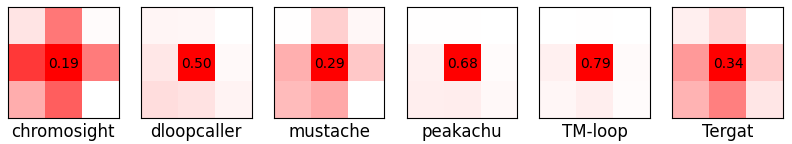 0.19 0.50 0.29 0.68 0.79 0.34
chromosight dloopcaller mustache peakachu TM-loop Tergat